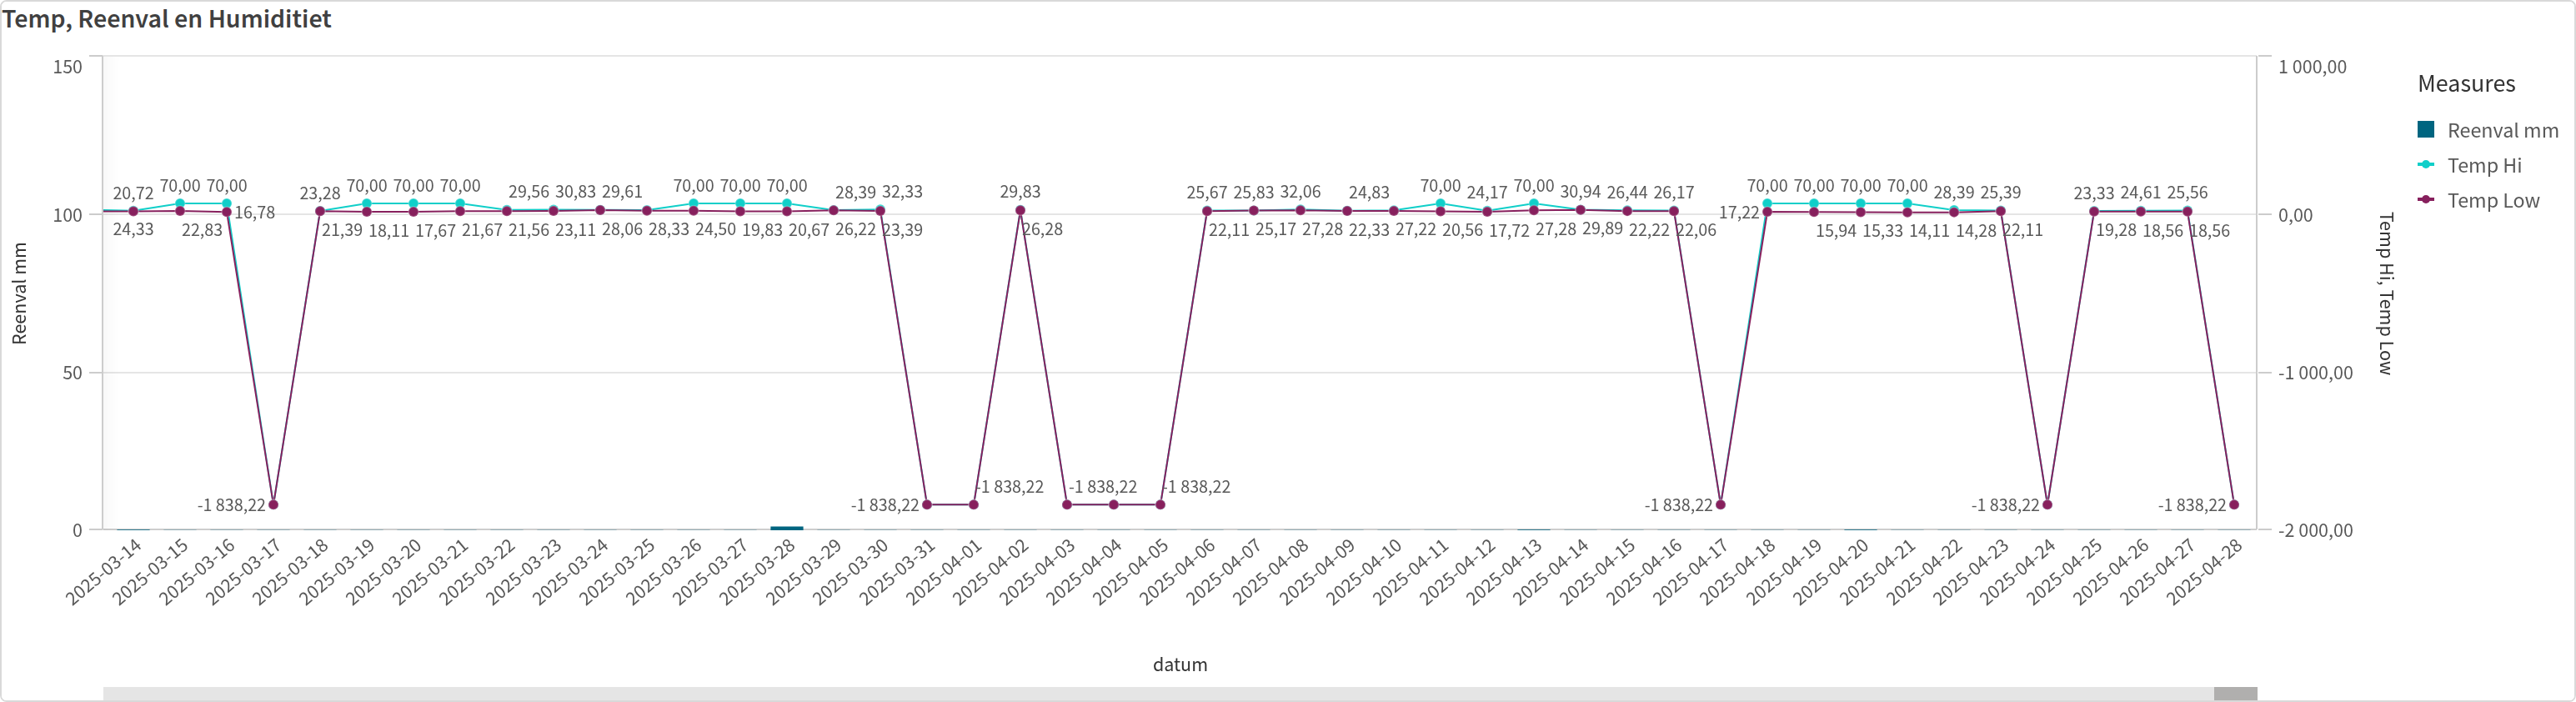 Temp, Reenval en Humiditiet
150
100
50
0
Reenval mm
1 000,00
0,00
-1 000,00
-2 000,00
Temp Hi, Temp Low
Measures
Reenval mm
Temp Hi
Temp Low
20,72 70,00 70,00 23,28 70,00 70,00 70,00 29,56 30,83 29,61 70,00 70,00 70,00 28,39 32,33 29,83 25,67 25,83 32,06 24,83 70,00 24,17 70,00 30,94 26,44 26,17 70,00 70,00 70,00 70,00 28,39 25,39 23,33 24,61 25,56
16,78 17,22
24,33 22,83 21,39 18,11 17,67 21,67 21,56 23,11 28,06 28,33 24,50 19,83 20,67 26,22 23,39 26,28 22,11 25,17 27,28 22,33 27,22 20,56 17,72 27,28 29,89 22,22 22,06 15,94 15,33 14,11 14,28 22,11 19,28 18,56 18,56
-1 838,22 -1 838,22 -1 838,22
-1 838,22 -1 838,22 -1 838,22 -1 838,22 -1 838,22
2025-03-14 2025-03-15 2025-03-16 2025-03-17 2025-03-18 2025-03-19 2025-03-20 2025-03-21 2025-03-22 2025-03-23 2025-03-24 2025-03-25 2025-03-26 2025-03-27 2025-03-28 2025-03-29 2025-03-30 2025-03-31 2025-04-01 2025-04-02 2025-04-03 2025-04-04 2025-04-05 2025-04-06 2025-04-07 2025-04-08 2025-04-09 2025-04-10 2025-04-11 2025-04-12 2025-04-13 2025-04-14 2025-04-15 2025-04-16 2025-04-17 2025-04-18 2025-04-19 2025-04-20 2025-04-21 2025-04-22 2025-04-23 2025-04-24 2025-04-25 2025-04-26 2025-04-27 2025-04-28
datum